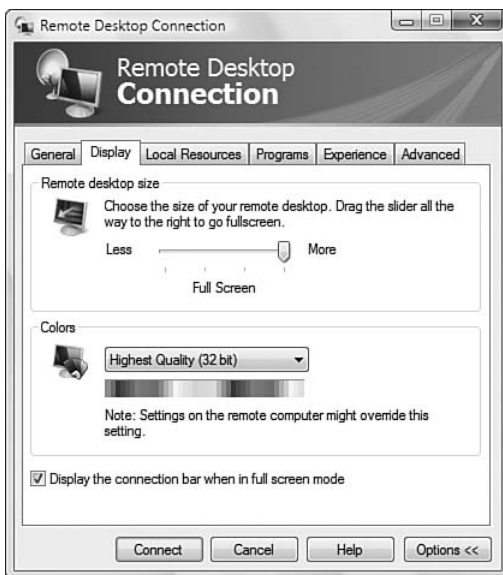 Remote Desktop Connection
Remote Desktop
Connection
General Display Local Resources Programs Experience Advanced
Remote desktop size
Choose the size of your remote desktop. Drag the slider all the
way to the right to go fullscreen.
Less More
Full Screen
Colors
Highest Quality (32 bit)
Note: Settings on the remote computer might override this
setting.
Display the connection bar when in full screen mode
Connect Cancel Help Options <<